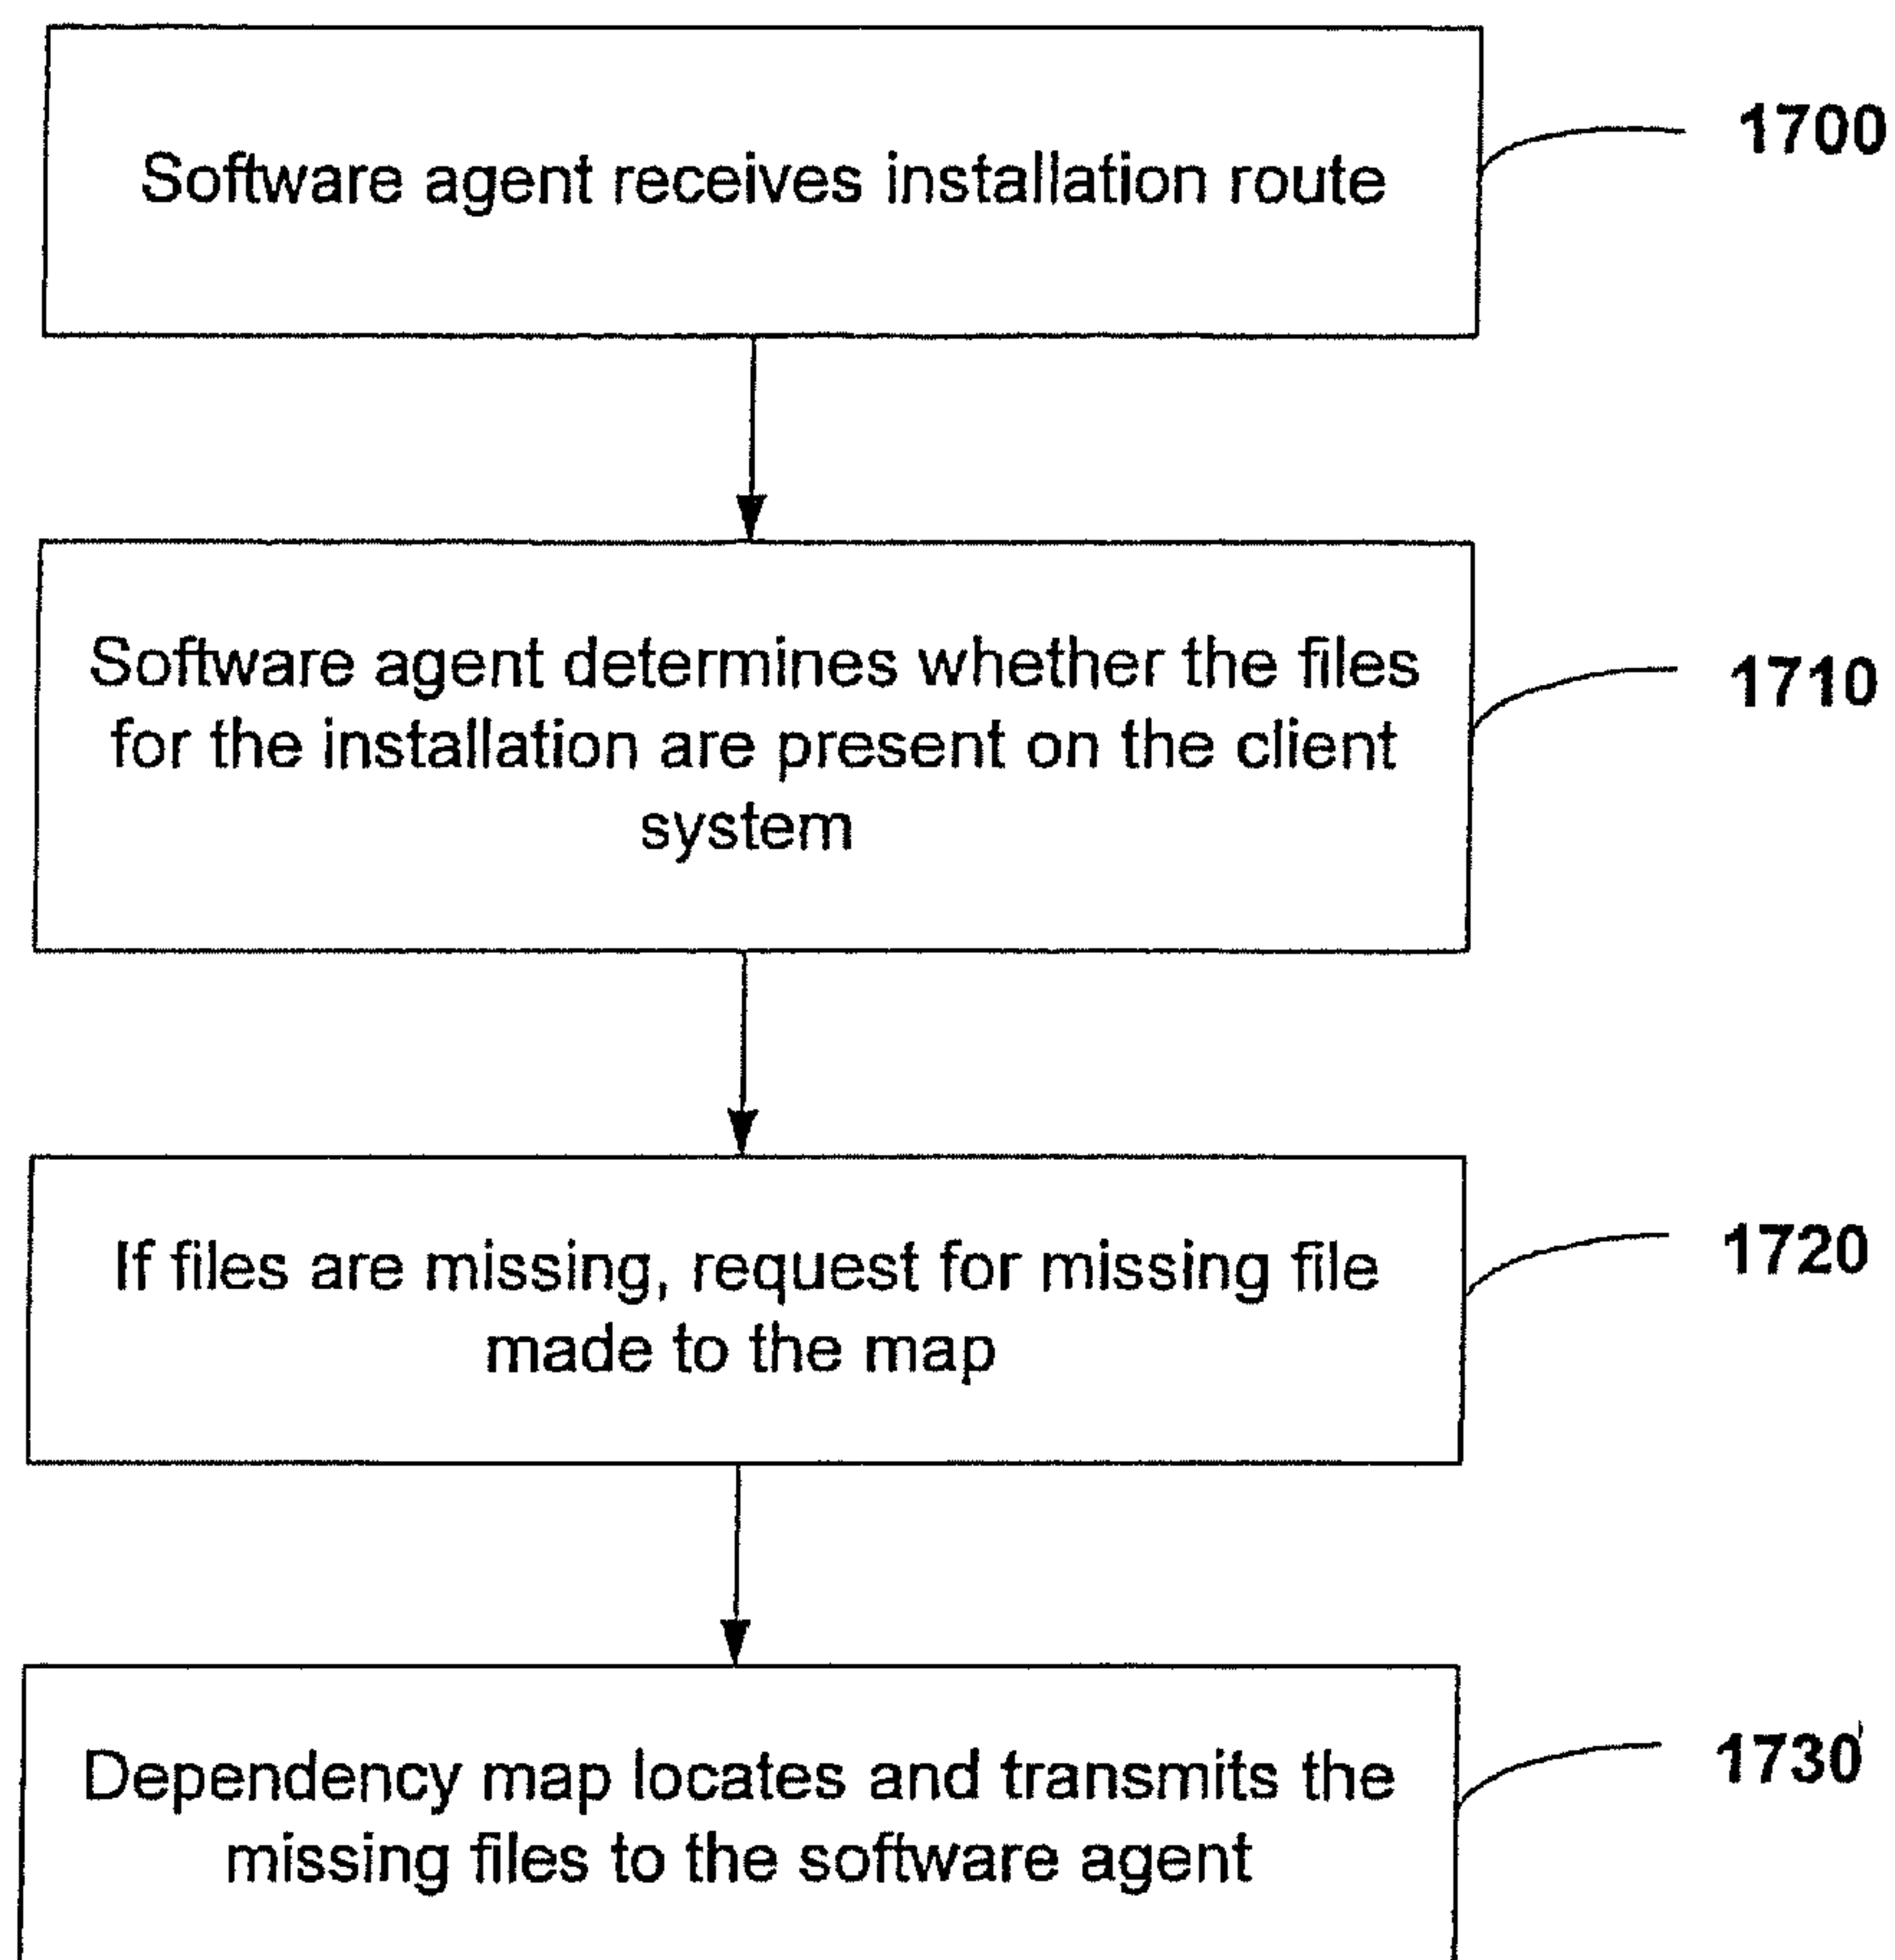 Software agent receives installation route
1700
Software agent determines whether the files
for the installation are present on the client
system
1710
If files are missing, request for missing file
made to the map
1720
Dependency map locates and transmits the
missing files to the software agent
1730